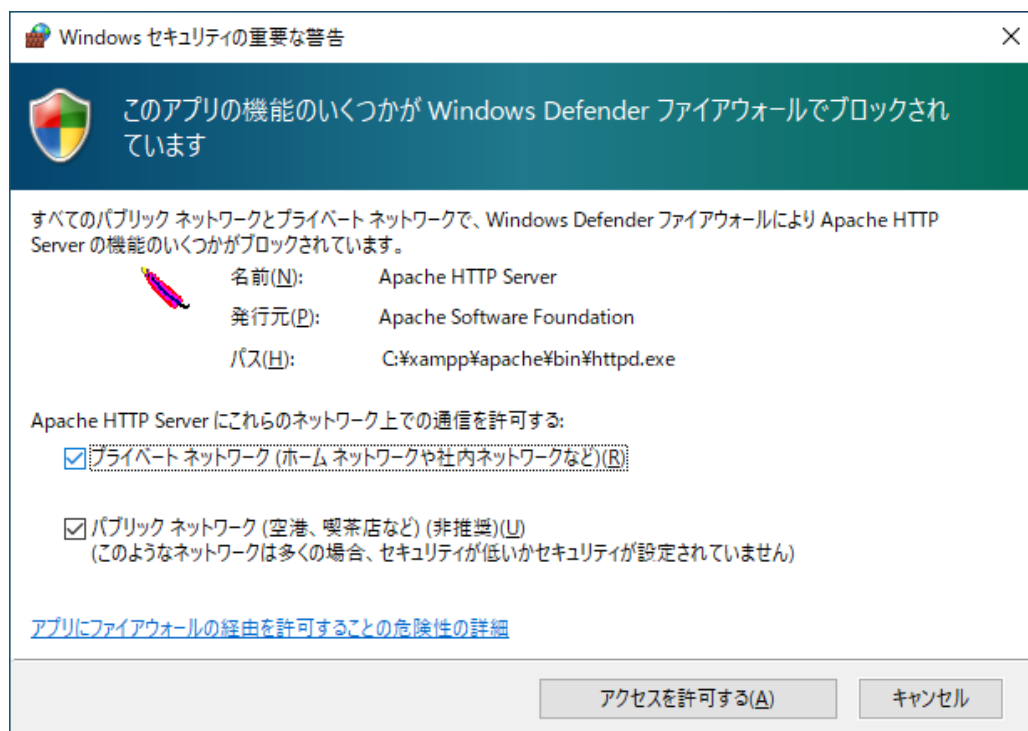 Windows セキュリティの重要な警告
このアプリの機能のいくつかが Windows Defender ファイアウォールでブロックされ
ています
すべてのパブリック ネットワークとプライベート ネットワークで、Windows Defender ファイアウォールにより Apache HTTP
Server の機能のいくつかがブロックされています。
名前(N): Apache HTTP Server
発行元(P): Apache Software Foundation
パス(H): C:¥xampp¥apache¥bin¥httpd.exe
Apache HTTP Server にこれらのネットワーク上での通信を許可する:
プライベート ネットワーク (ホーム ネットワークや社内ネットワークなど)(R)
パブリック ネットワーク (空港、喫茶店など) (非推奨)(U)
(このようなネットワークは多くの場合、セキュリティが低いかセキュリティが設定されていません)
アプリにファイアウォールの経由を許可することの危険性の詳細
アクセスを許可する(A) キャンセル